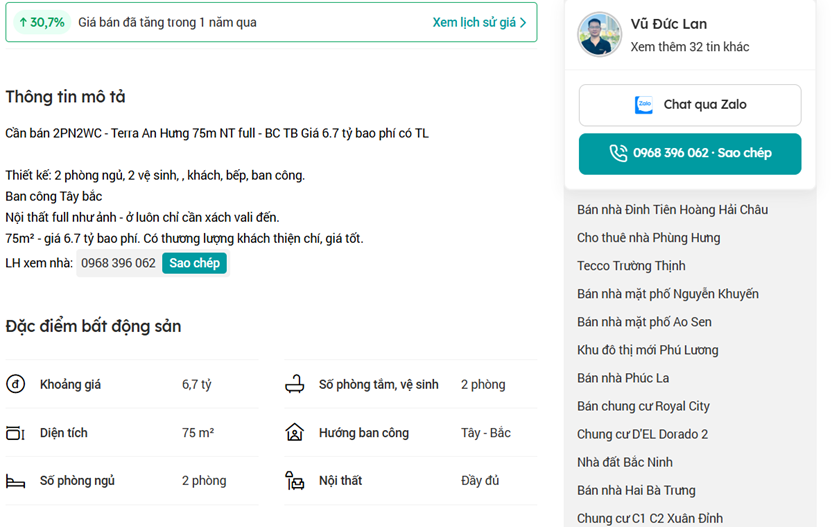 ↑ 30,7% Giá bán đã tăng trong 1 năm qua Xem lịch sử giá >
Thông tin mô tả
Cần bán 2PN2WC - Terra An Hưng 75m NT full - BC TB Giá 6.7 tỷ bao phí có TL
Thiết kế: 2 phòng ngủ, 2 vệ sinh, , khách, bếp, ban công.
Ban công Tây bắc
Nội thất full như ảnh - ở luôn chỉ cần xách vali đến.
75m² - giá 6.7 tỷ bao phí. Có thương lượng khách thiện chí, giá tốt.
LH xem nhà: 0968 396 062 Sao chép
Đặc điểm bất động sản
Khoảng giá 6,7 tỷ
Số phòng tắm, vệ sinh 2 phòng
Diện tích 75 m²
Hướng ban công Tây - Bắc
Số phòng ngủ 2 phòng
Nội thất Đầy đủ
Vũ Đức Lan
Xem thêm 32 tin khác
Zalo Chat qua Zalo
0968 396 062 · Sao chép
Bán nhà Đinh Tiên Hoàng Hải Châu
Cho thuê nhà Phùng Hưng
Tecco Trường Thịnh
Bán nhà mặt phố Nguyễn Khuyến
Bán nhà mặt phố Ao Sen
Khu đô thị mới Phú Lương
Bán nhà Phúc La
Bán chung cư Royal City
Chung cư D'EL Dorado 2
Nhà đất Bắc Ninh
Bán nhà Hai Bà Trưng
Chung cư C1 C2 Xuân Đỉnh